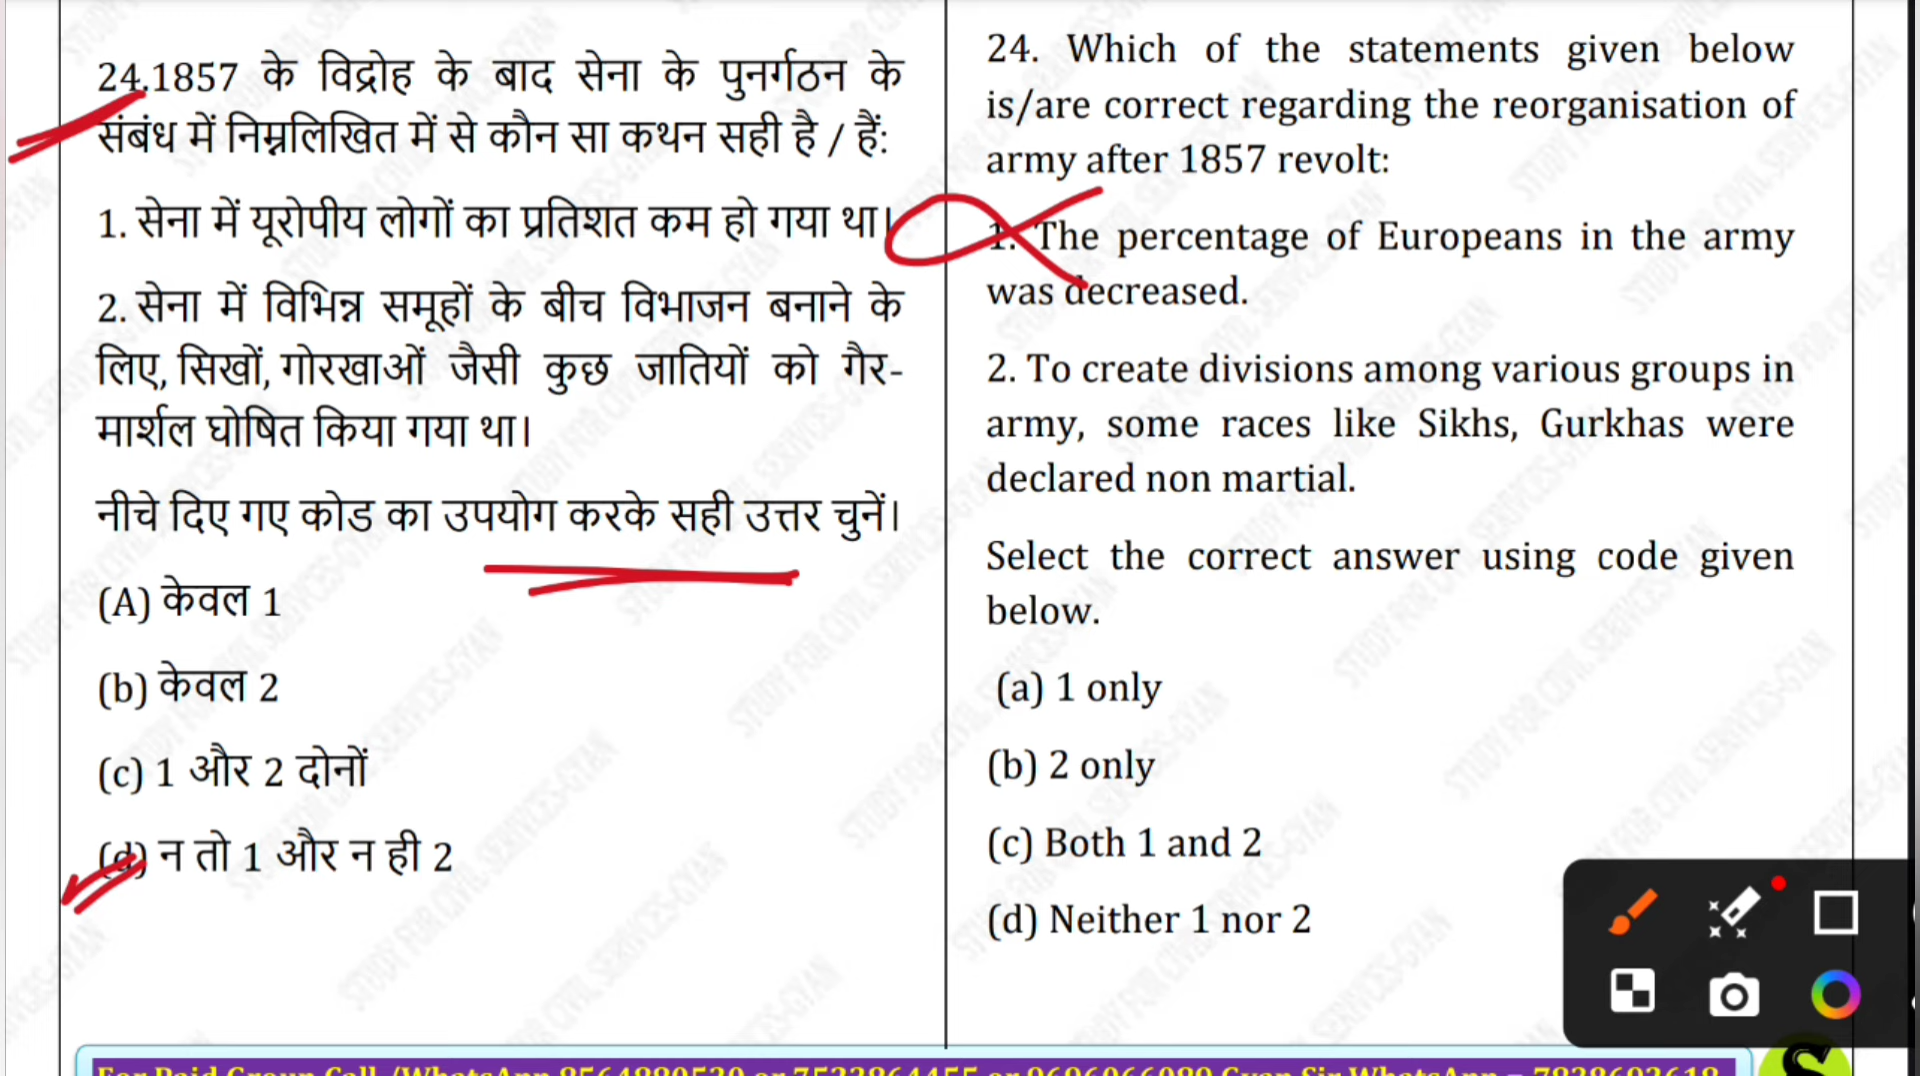 24.1857 के विद्रोह के बाद सेना के पुनर्गठन के
संबंध में निम्नलिखित में से कौन सा कथन सही है / हैं:
1. सेना में यूरोपीय लोगों का प्रतिशत कम हो गया था।
2. सेना में विभिन्न समूहों के बीच विभाजन बनाने के
लिए, सिखों, गोरखाओं जैसी कुछ जातियों को गैर-
मार्शल घोषित किया गया था।
नीचे दिए गए कोड का उपयोग करके सही उत्तर चुनें।
(A) केवल 1
(b) केवल 2
(c) 1 और 2 दोनों
(d) न तो 1 और न ही 2
24. Which of the statements given below
is/are correct regarding the reorganisation of
army after 1857 revolt:
1. The percentage of Europeans in the army
was decreased.
2. To create divisions among various groups in
army, some races like Sikhs, Gurkhas were
declared non martial.
Select the correct answer using code given
below.
(a) 1 only
(b) 2 only
(c) Both 1 and 2
(d) Neither 1 nor 2
For Paid Group Call /WhatsApp